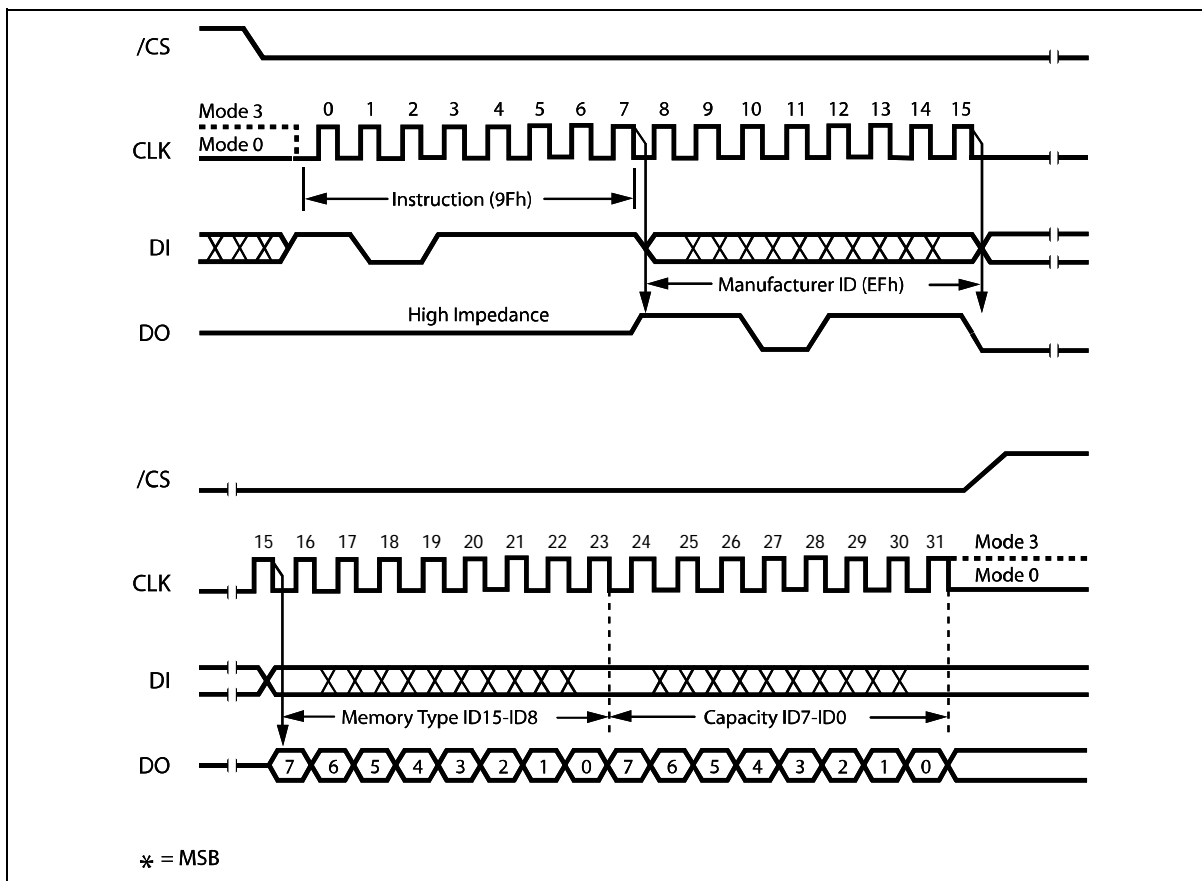 /CS
Mode 3
0 1 2 3 4 5 6 7 8 9 10 11 12 13 14 15
Mode 0
CLK
Instruction (9Fh)
DI
Manufacturer ID (EFh)
High Impedance
DO
/CS
15 16 17 18 19 20 21 22 23 24 25 26 27 28 29 30 31
Mode 3
CLK
Mode 0
DI
Memory Type ID15-ID8 Capacity ID7-ID0
DO 7 6 5 4 3 2 1 0 7 6 5 4 3 2 1 0
* = MSB